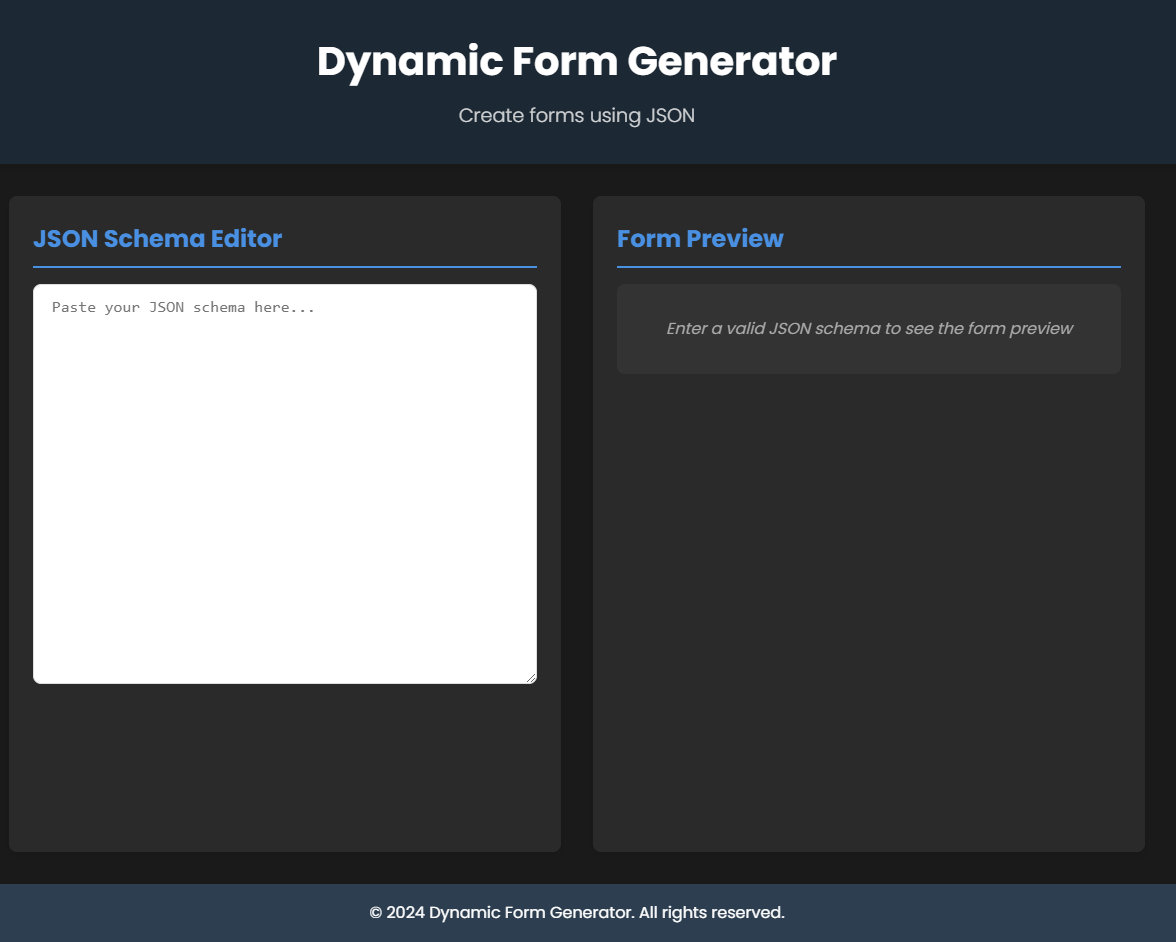 Dynamic Form Generator
Create forms using JSON
JSON Schema Editor
Paste your JSON schema here...
Form Preview
Enter a valid JSON schema to see the form preview
© 2024 Dynamic Form Generator. All rights reserved.